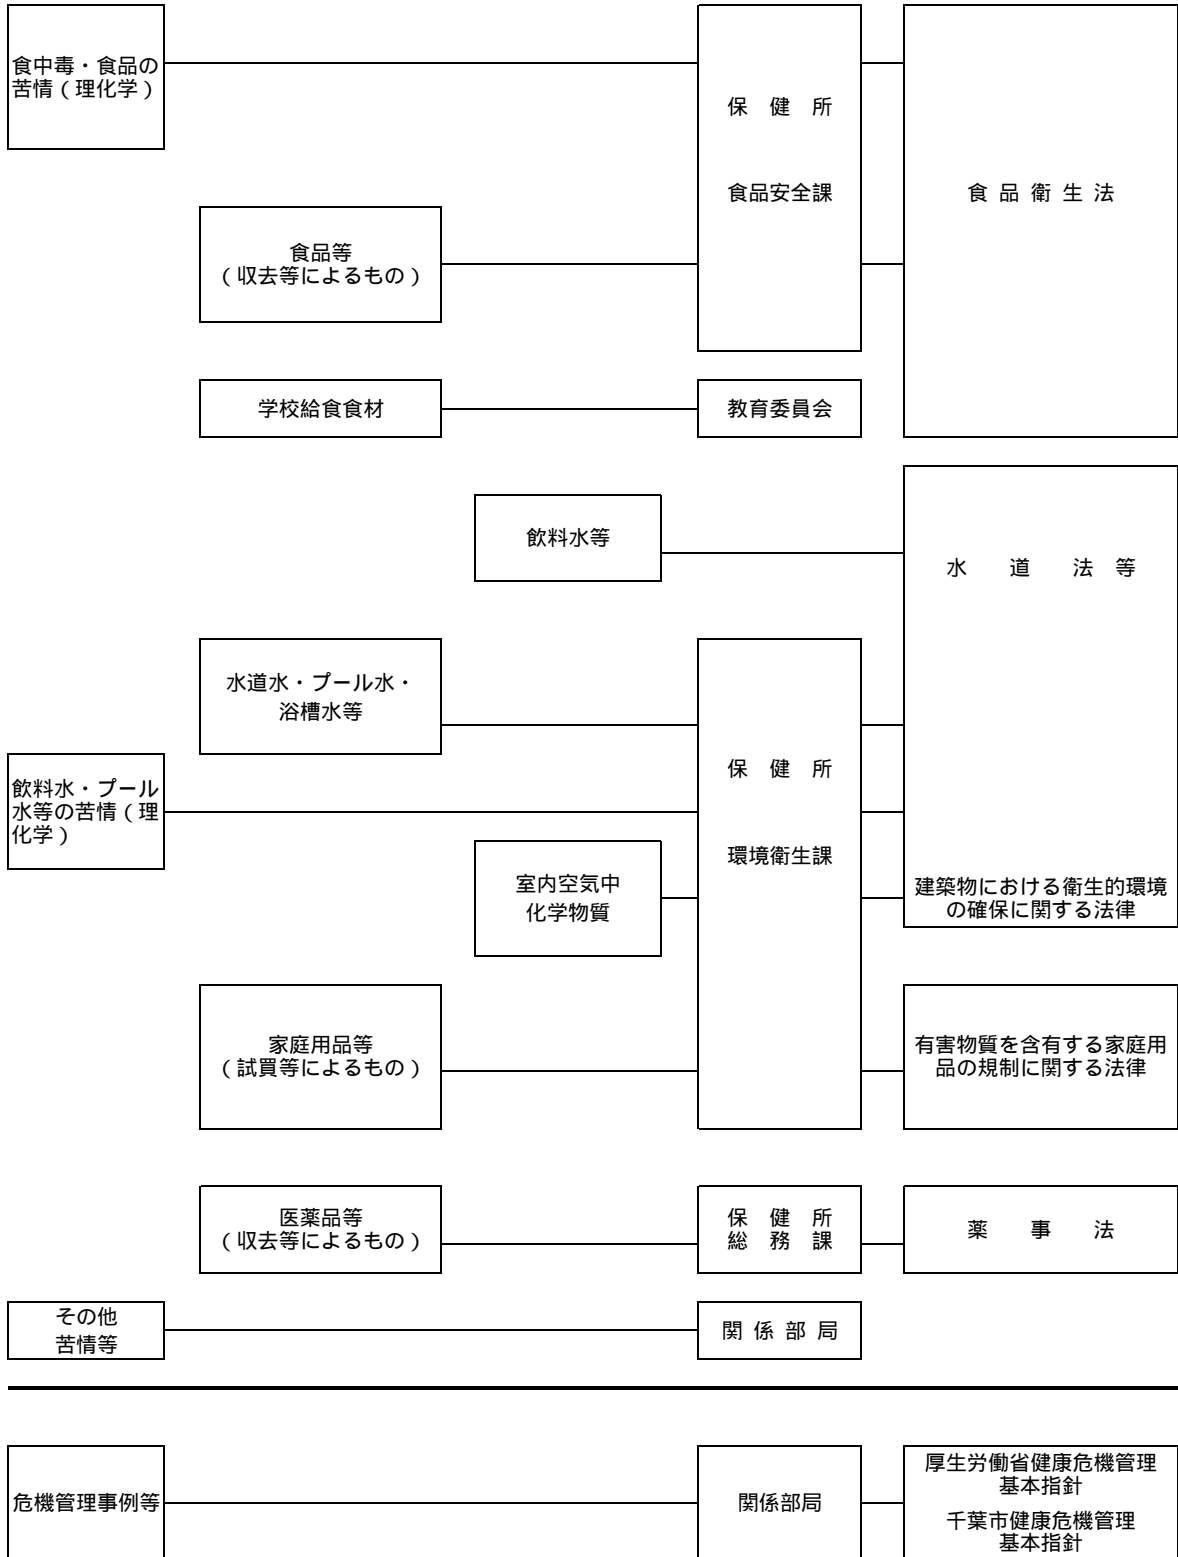 食中毒・食品の
苦情（理化学）
保　健　所
食品安全課
食 品 衛 生 法
食品等
（収去等によるもの）
学校給食食材
教育委員会
飲料水等
水　　道　　法　等
水道水・プール水・
浴槽水等
飲料水・プール
水等の苦情（理
化学）
保　健　所
環境衛生課
室内空気中
化学物質
建築物における衛生的環境
の確保に関する法律
家庭用品等
（試買等によるもの）
有害物質を含有する家庭用
品の規制に関する法律
医薬品等
（収去等によるもの）
保　健　所
総　務　課
薬　　事　　法
その他
苦情等
関 係 部 局
危機管理事例等
関係部局
厚生労働省健康危機管理
基本指針
千葉市健康危機管理
基本指針